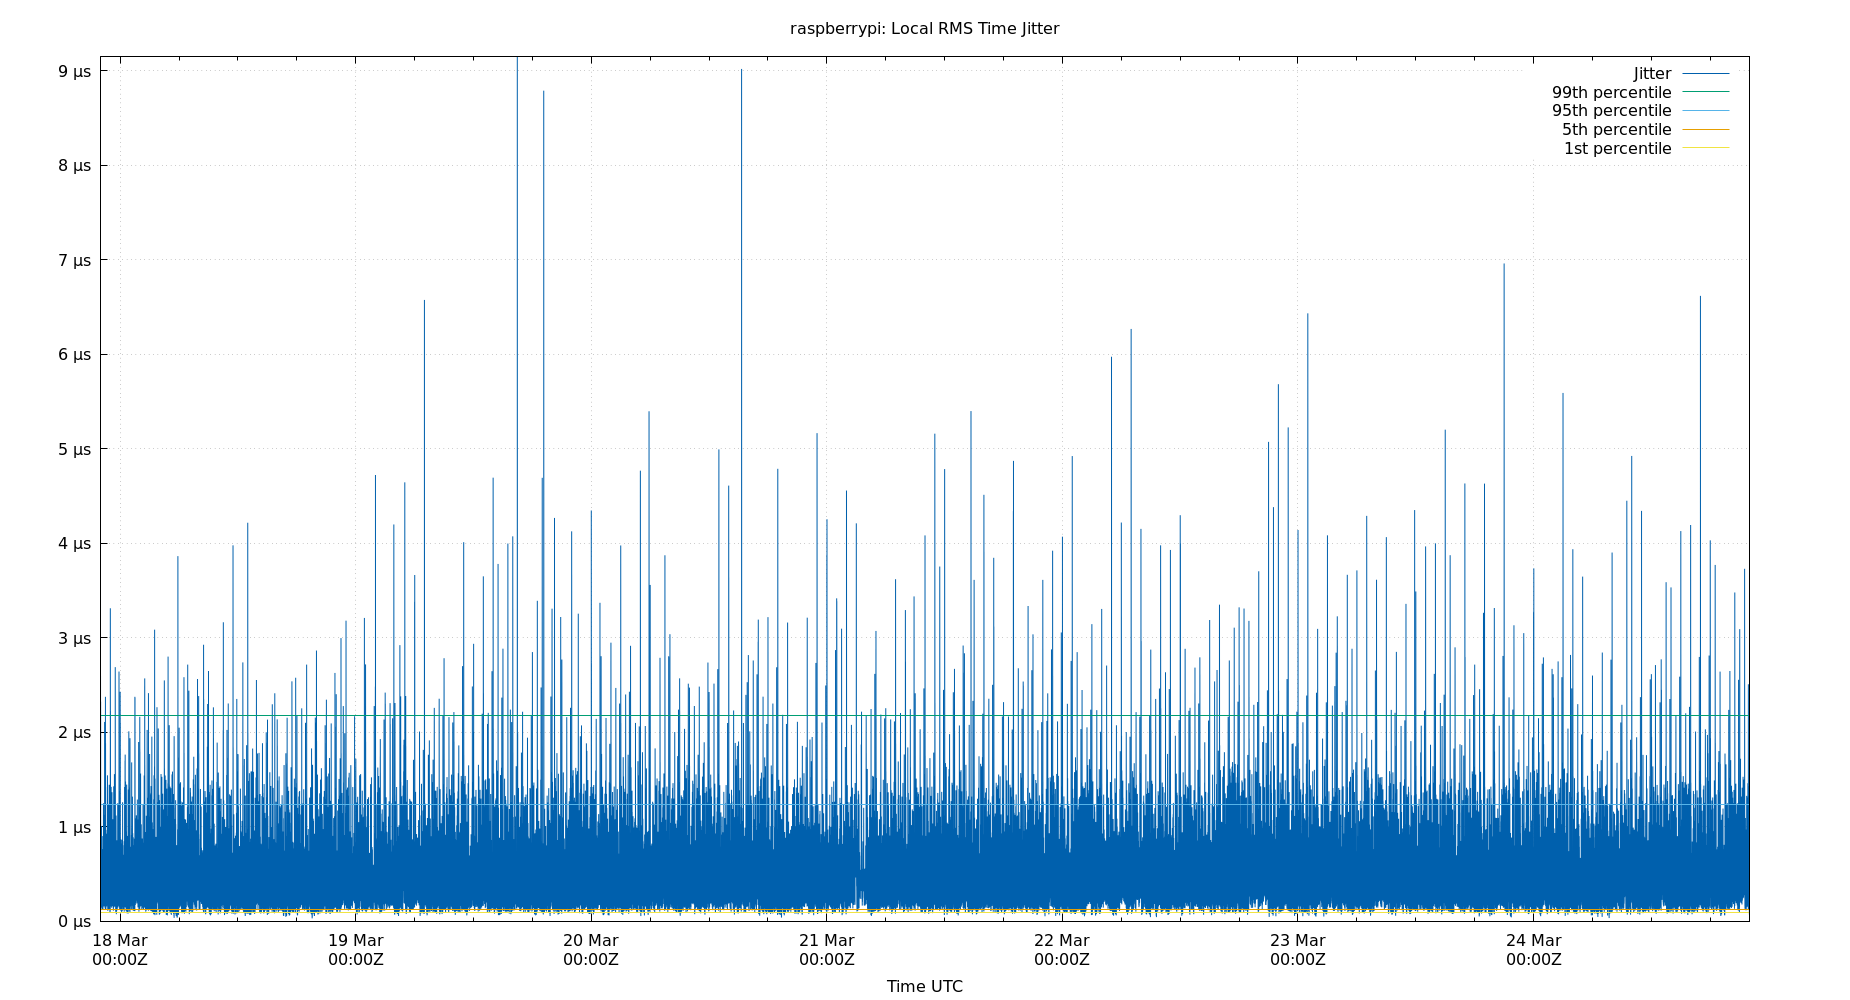 raspberrypi: Local RMS Time Jitter
Jitter
99th percentile
95th percentile
5th percentile
1st percentile
9 µs
8 µs
7 µs
6 µs
5 µs
4 µs
3 µs
2 µs
1 µs
0 µs
18 Mar 19 Mar 20 Mar 21 Mar 22 Mar 23 Mar 24 Mar
00:00Z 00:00Z 00:00Z 00:00Z 00:00Z 00:00Z 00:00Z
Time UTC